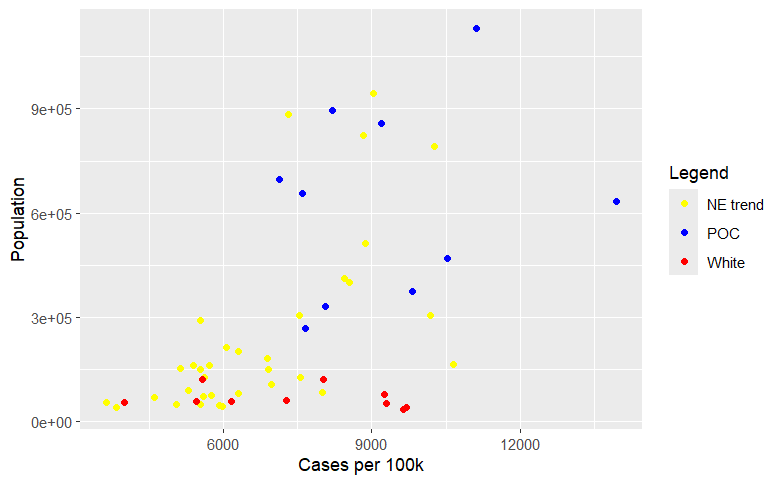 9e+05
6e+05
3e+05
0e+00
Population
6000 9000 12000
Cases per 100k
Legend
NE trend
POC
White